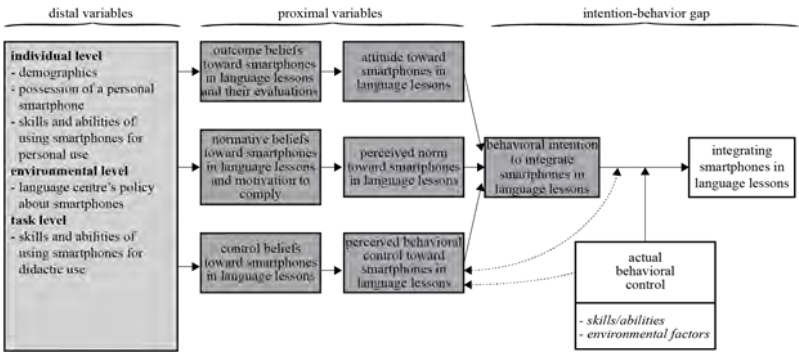 distal variables
proximal variables
intention-behavior gap
individual level
- demographics
- possession of a personal
smartphone
- skills and abilities of
using smartphones for
personal use
environmental level
- language centre's policy
about smartphones
task level
- skills and abilities of
using smartphones for
didactic use
outcome beliefs
toward smartphones
in language lessons
and their evaluations
attitude toward
smartphones in
language lessons
normative beliefs
toward smartphones
in language lessons
and motivation to
comply
perceived norm
toward smartphones
in language lessons
behavioral intention
to integrate
smartphones in
language lessons
integrating
smartphones in
language lessons
control beliefs
toward smartphones
in language lessons
perceived behavioral
control toward
smartphones in
language lessons
actual
behavioral
control
- skills/abilities
- environmental factors